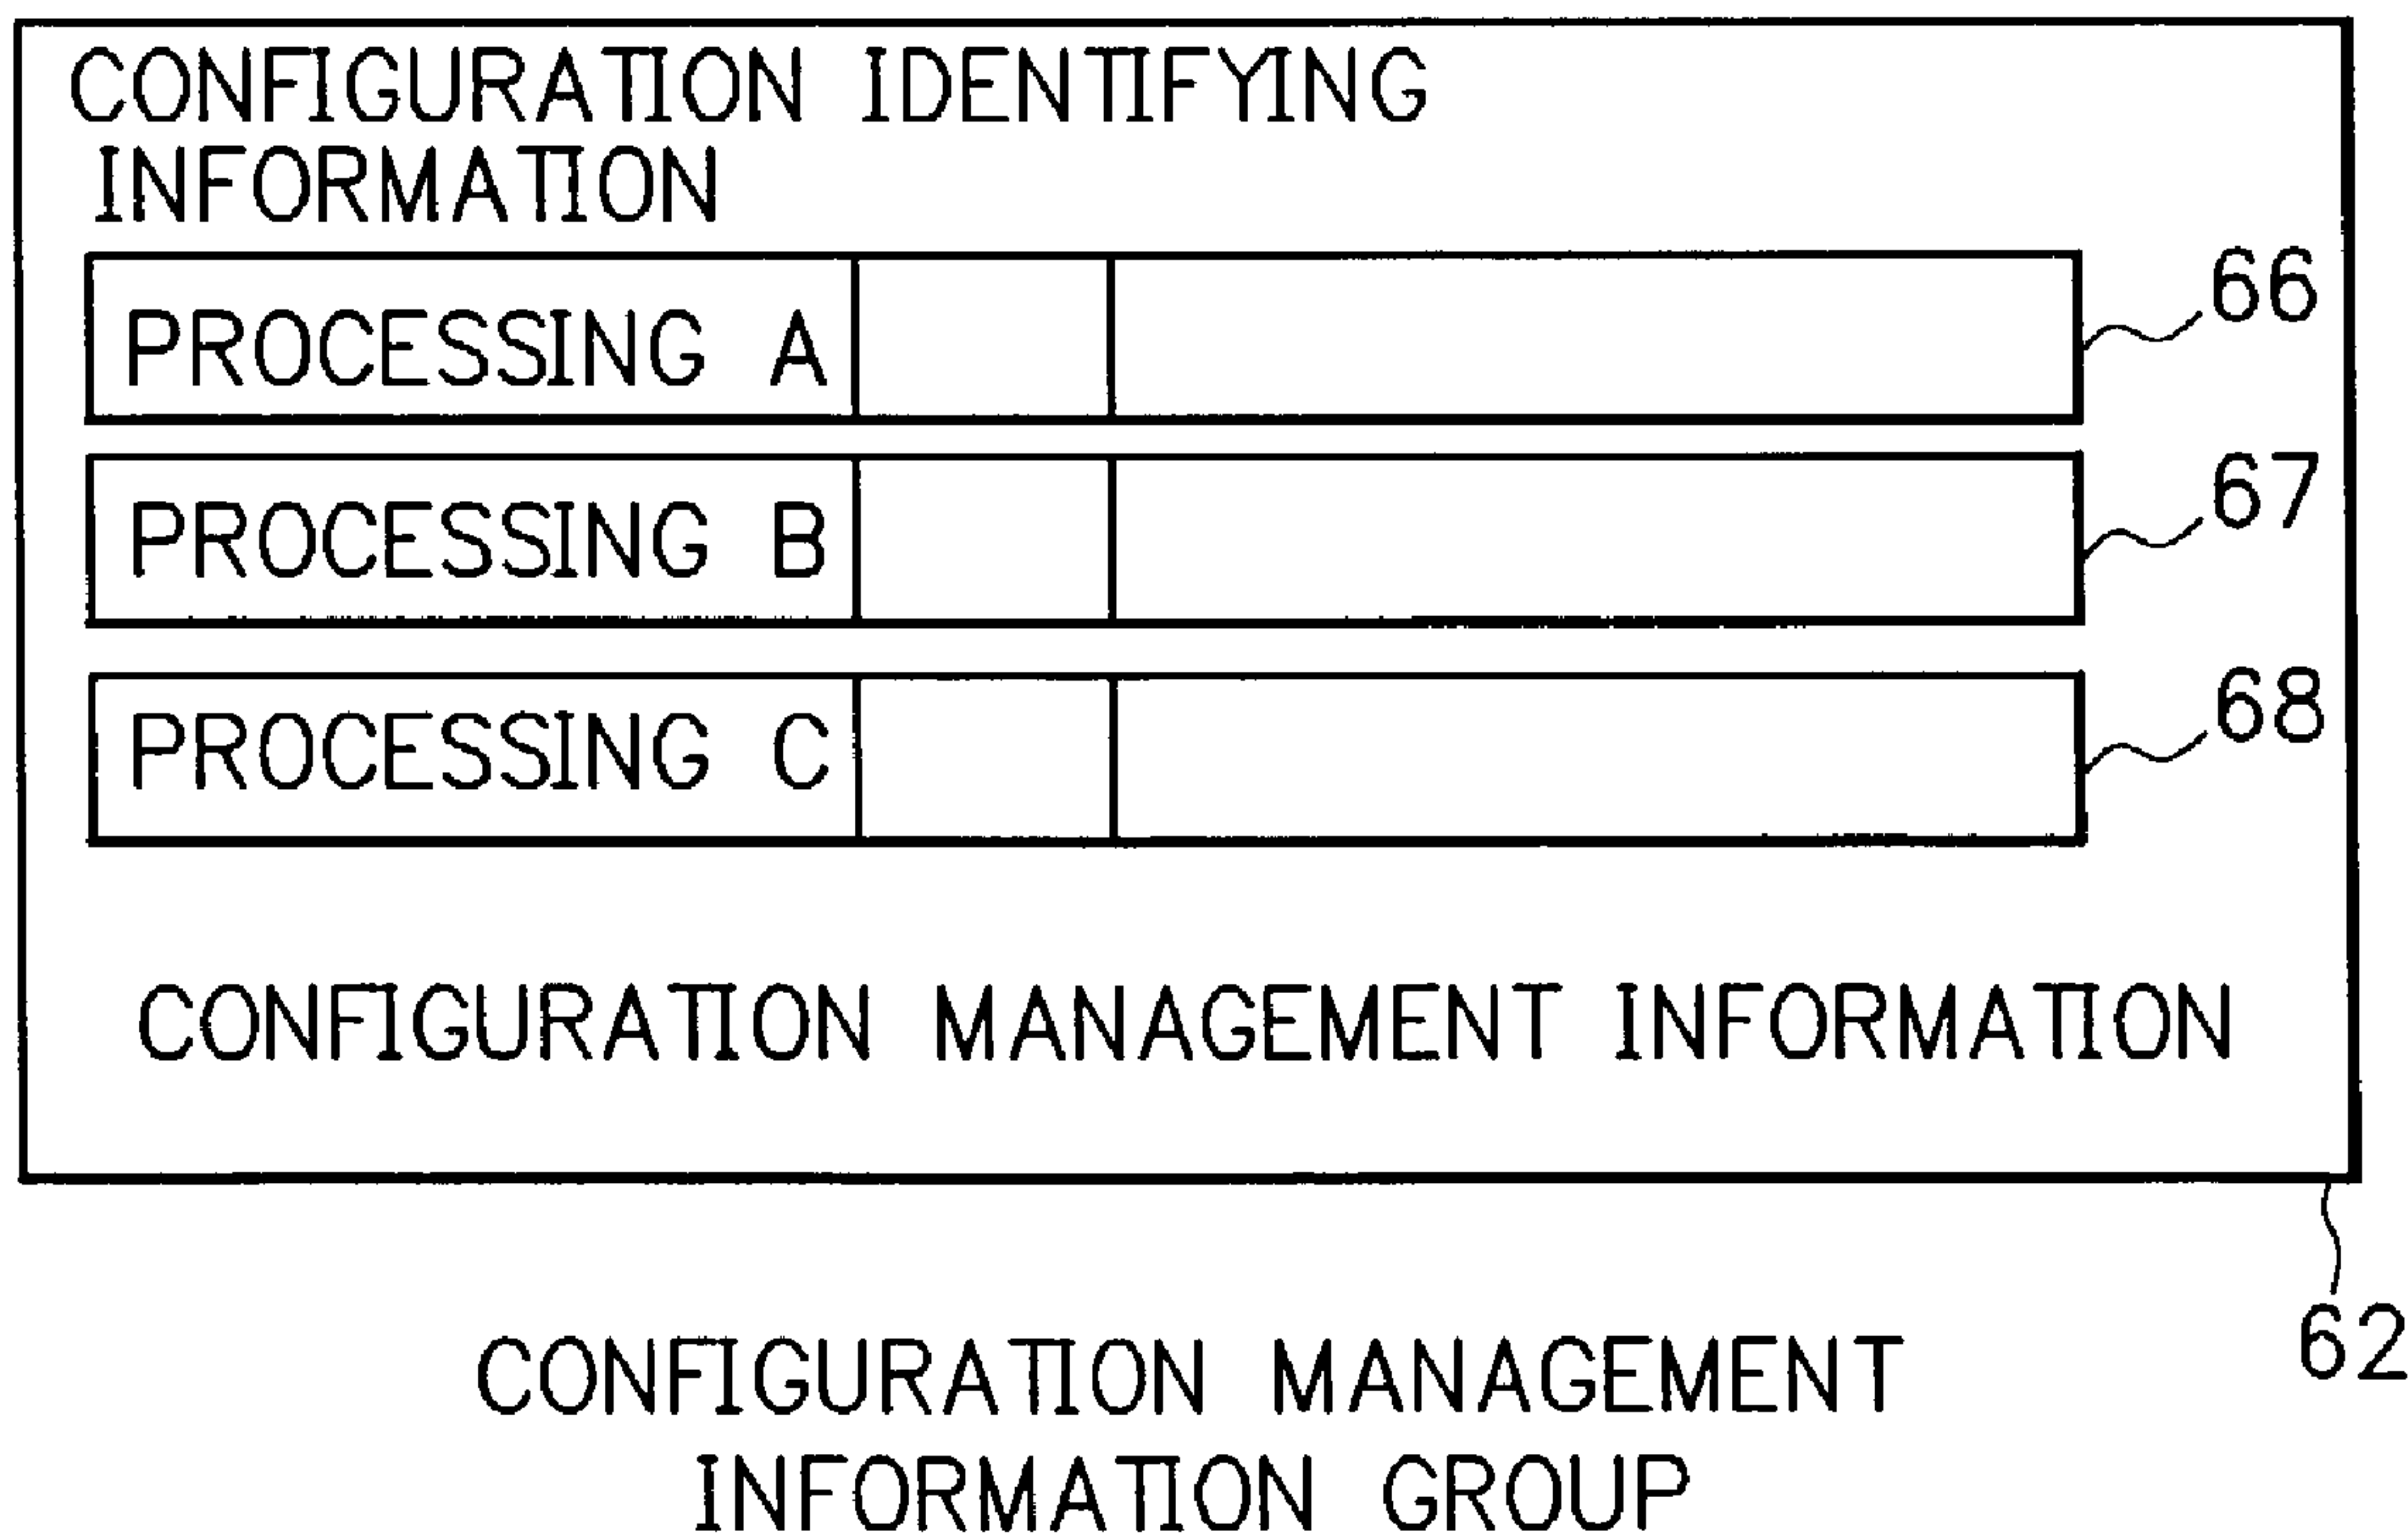 CONFIGURATION IDENTIFYING
INFORMATION
66
PROCESSING A
67
PROCESSING B
68
PROCESSING C
CONFIGURATION MANAGEMENT INFORMATION
62
CONFIGURATION MANAGEMENT
INFORMATION GROUP